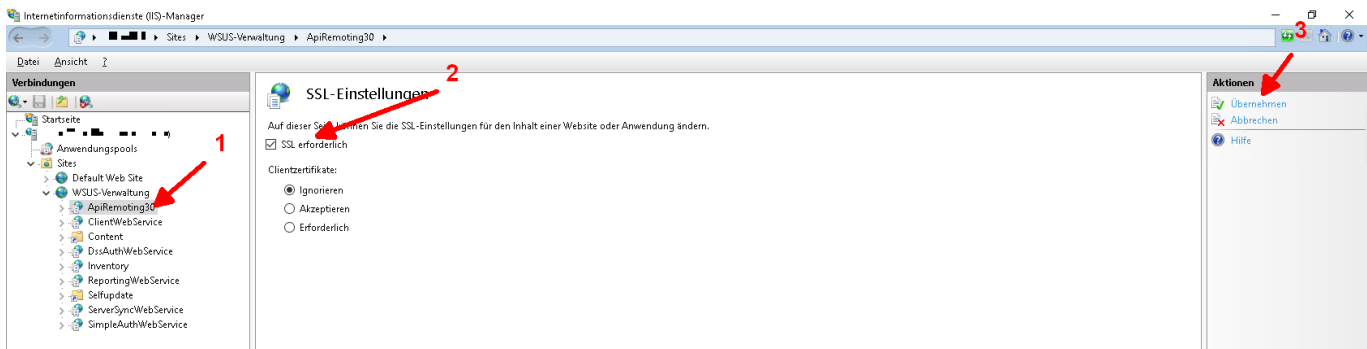 Internetinformationsdienste (IIS)-Manager
Sites WSUS-Verwaltung ApiRemoting30
3
Datei Ansicht ?
Verbindungen
Startseite
Anwendungspools
Sites
Default Web Site
WSUS-Verwaltung
ApiRemoting30
ClientWebService
Content
DssAuthWebService
Inventory
ReportingWebService
Selfupdate
ServerSyncWebService
SimpleAuthWebService
1
2
SSL-Einstellungen
Auf dieser Seite können Sie die SSL-Einstellungen für den Inhalt einer Website oder Anwendung ändern.
SSL erforderlich
Clientzertifikate:
Ignorieren
Akzeptieren
Erforderlich
Aktionen
Übernehmen
Abbrechen
Hilfe